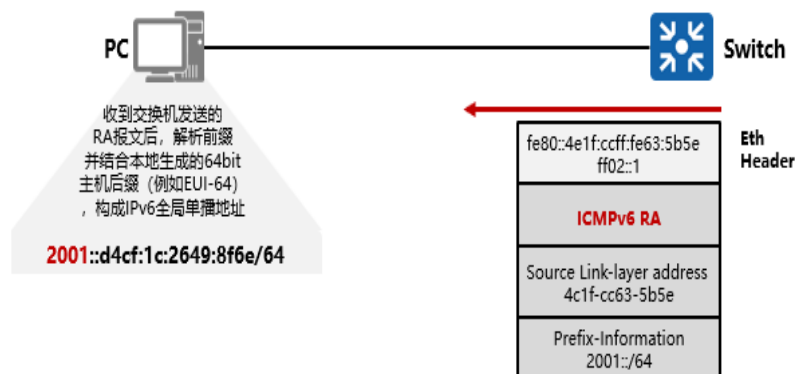 PC
Switch
收到交换机发送的
RA报文后，解析前缀
并结合本地生成的64bit
主机后缀（例如EUI-64）
，构成IPv6全局单播地址
2001::d4cf:1c:2649:8f6e/64
fe80::4e1f:ccff:fe63:5b5e
ff02::1
Eth
Header
ICMPv6 RA
Source Link-layer address
4c1f-cc63-5b5e
Prefix-Information
2001::/64